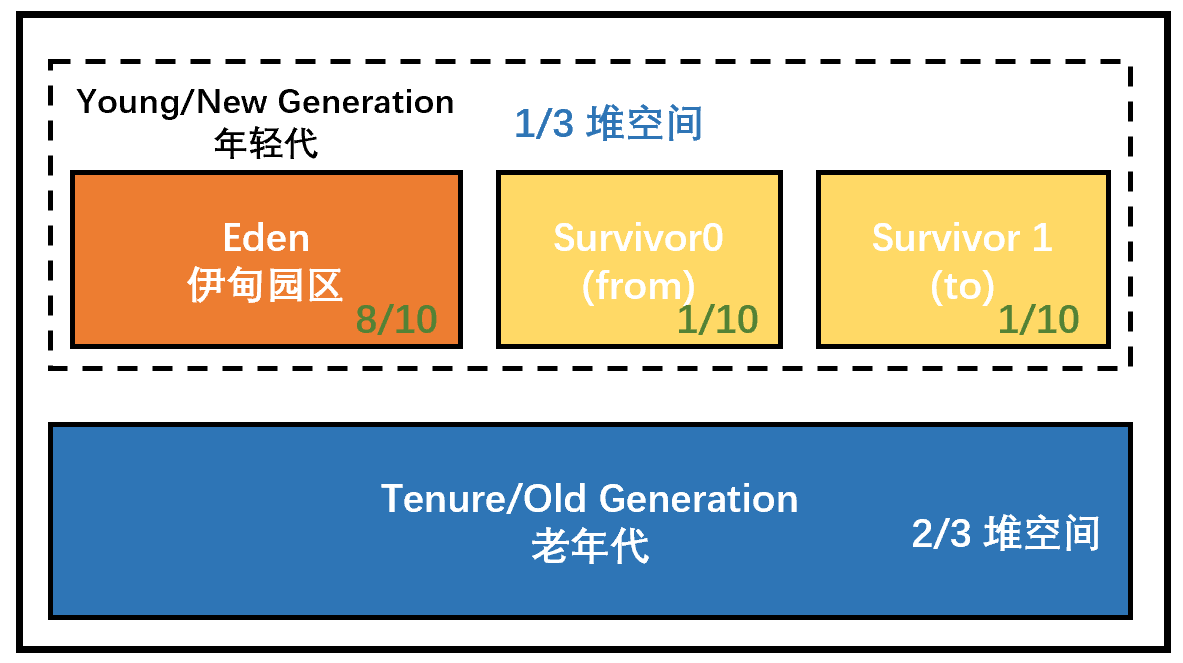 Young/New Generation
年轻代
1/3 堆空间
Eden
伊甸园区
8/10
Survivor0
(from)
1/10
Survivor 1
(to)
1/10
Tenure/Old Generation
老年代
2/3 堆空间